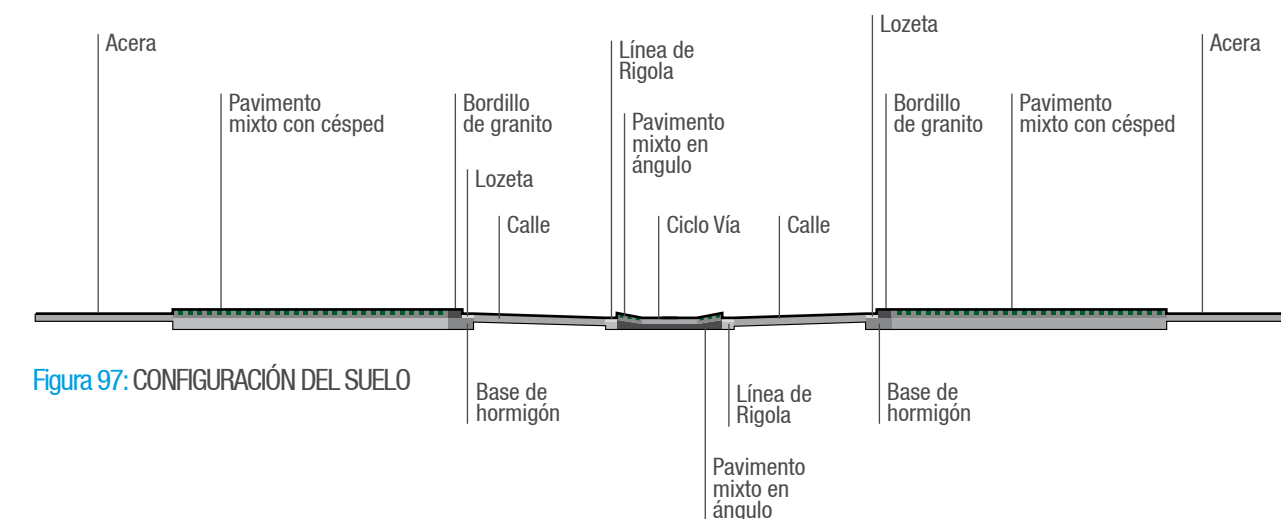 Acera
Pavimento
mixto con césped
Bordillo
de granito
Lozeta
Calle
Línea de
Rigola
Pavimento
mixto en
ángulo
Ciclo Vía
Calle
Lozeta
Bordillo
de granito
Pavimento
mixto con césped
Acera
Figura 97: CONFIGURACIÓN DEL SUELO
Base de
hormigón
Pavimento
mixto en
ángulo
Línea de
Rigola
Base de
hormigón